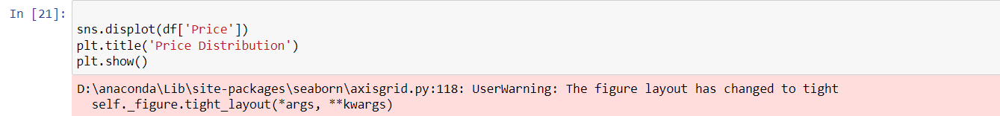 In [21]:
sns.displot(df['Price'])
plt.title('Price Distribution')
plt.show()
D:\anaconda\Lib\site-packages\seaborn\axisgrid.py:118: UserWarning: The figure layout has changed to tight
  self._figure.tight_layout(*args, **kwargs)